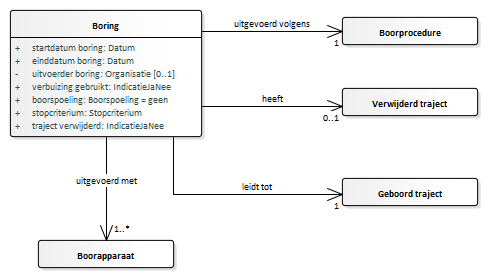 Boring
+ startdatum boring: Datum
+ einddatum boring: Datum
- uitvoerder boring: Organisatie [0..1]
+ verbuizing gebruikt: IndicatieJaNee
+ boorspoeling: Boorspoeling = geen
+ stopcriterium: Stopcriterium
+ traject verwijderd: IndicatieJaNee
uitgevoerd volgens
1
Boorprocedure
heeft
0..1
Verwijderd traject
leidt tot
1
Geboord traject
uitgevoerd met
1..*
Boorapparaat